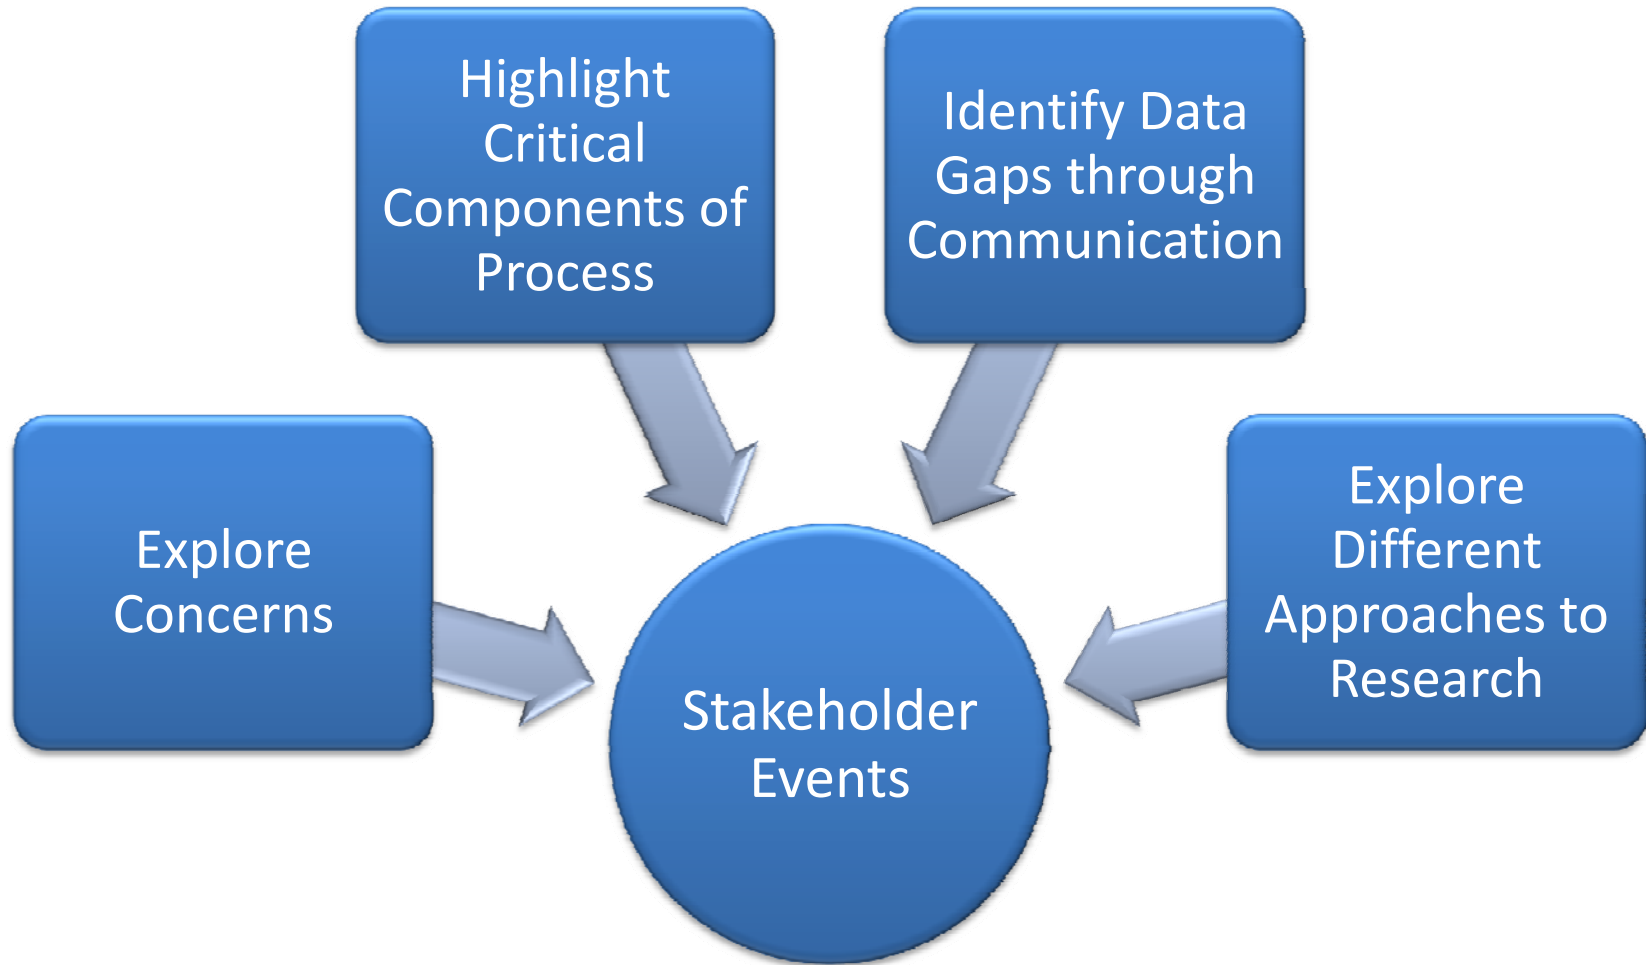 Highlight
Critical
Components of
Process
Identify Data
Gaps through
Communication
Explore
Concerns
Explore
Different
Approaches to
Research
Stakeholder
Events